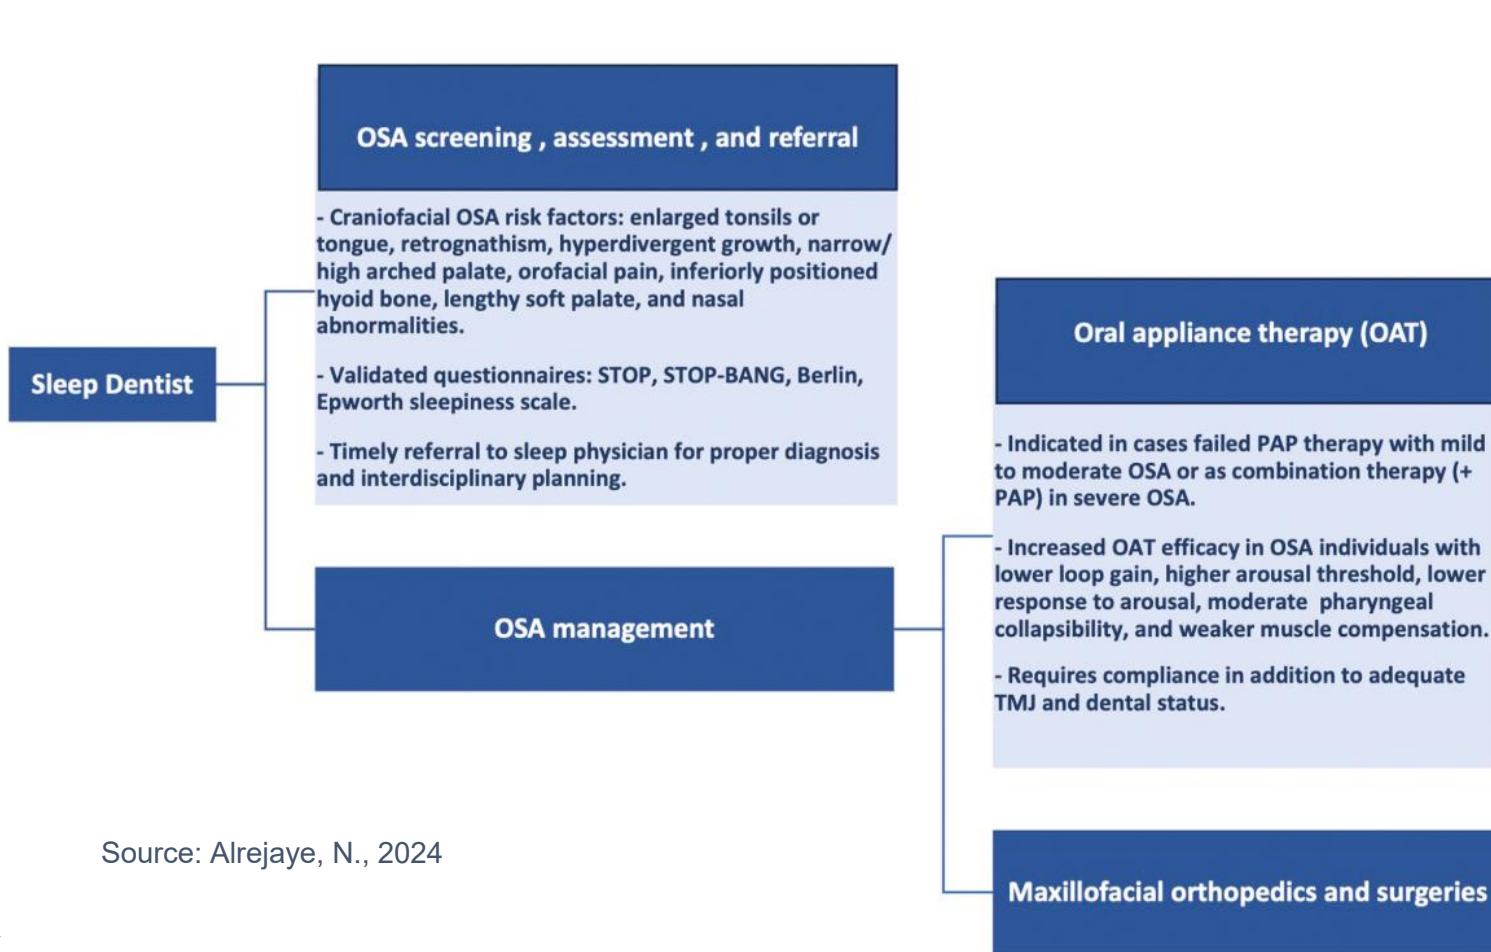 OSA screening , assessment , and referral
- Craniofacial OSA risk factors: enlarged tonsils or
tongue, retrognathism, hyperdivergent growth, narrow/
high arched palate, orofacial pain, inferiorly positioned
hyoid bone, lengthy soft palate, and nasal
abnormalities.
- Validated questionnaires: STOP, STOP-BANG, Berlin,
Epworth sleepiness scale.
- Timely referral to sleep physician for proper diagnosis
and interdisciplinary planning.
Sleep Dentist
OSA management
Oral appliance therapy (OAT)
- Indicated in cases failed PAP therapy with mild
to moderate OSA or as combination therapy (+
PAP) in severe OSA.
- Increased OAT efficacy in OSA individuals with
lower loop gain, higher arousal threshold, lower
response to arousal, moderate pharyngeal
collapsibility, and weaker muscle compensation.
- Requires compliance in addition to adequate
TMJ and dental status.
Maxillofacial orthopedics and surgeries
Source: Alrejaye, N., 2024